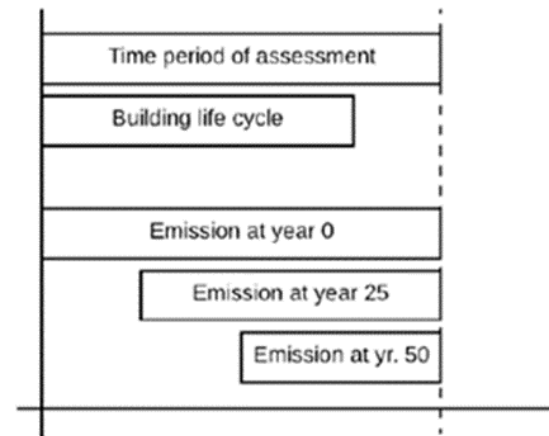 Time period of assessment
Building life cycle
Emission at year 0
Emission at year 25
Emission at yr. 50